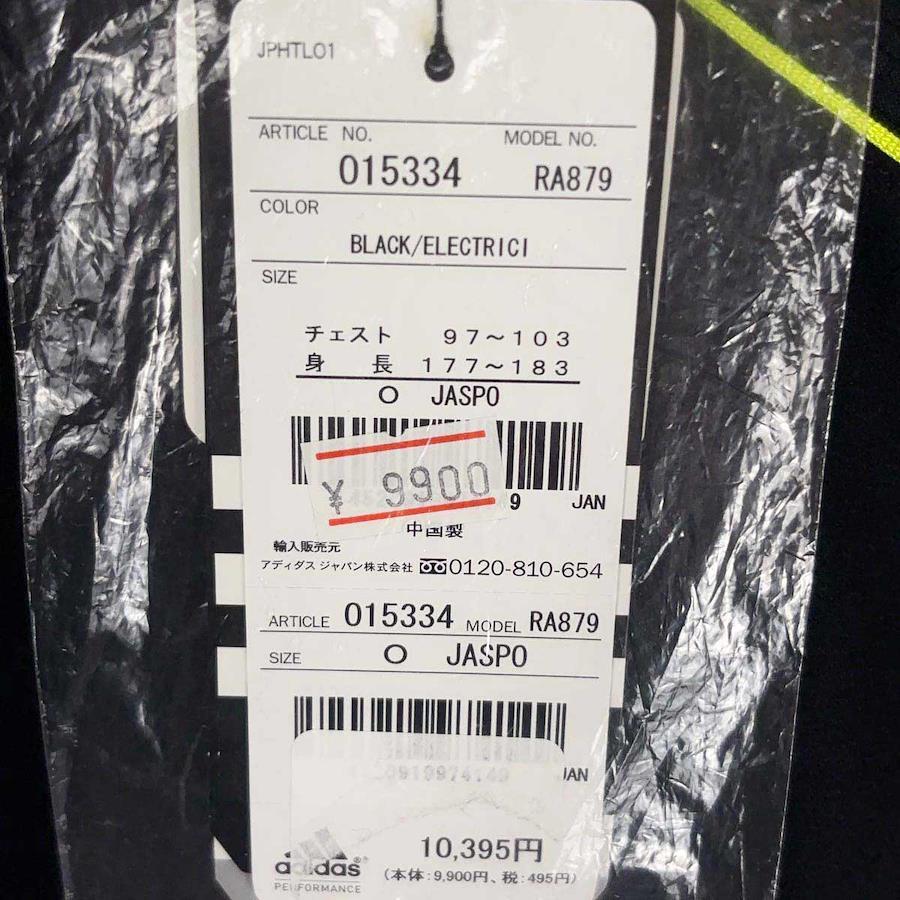 JPHTL01
ARTICLE NO. MODEL NO.
015334 RA879
COLOR
BLACK/ELECTRICI
SIZE
チェスト 97～103
身 長 177～183
O JASPO
¥ 9900
9 JAN
中国製
輸入販売元
アディダス ジャパン株式会社 0120-810-654
ARTICLE 015334 MODEL RA879
SIZE O JASPO
JAN
10,395円
adidas®
(本体:9,900円、税:495円)
PERFORMANCE